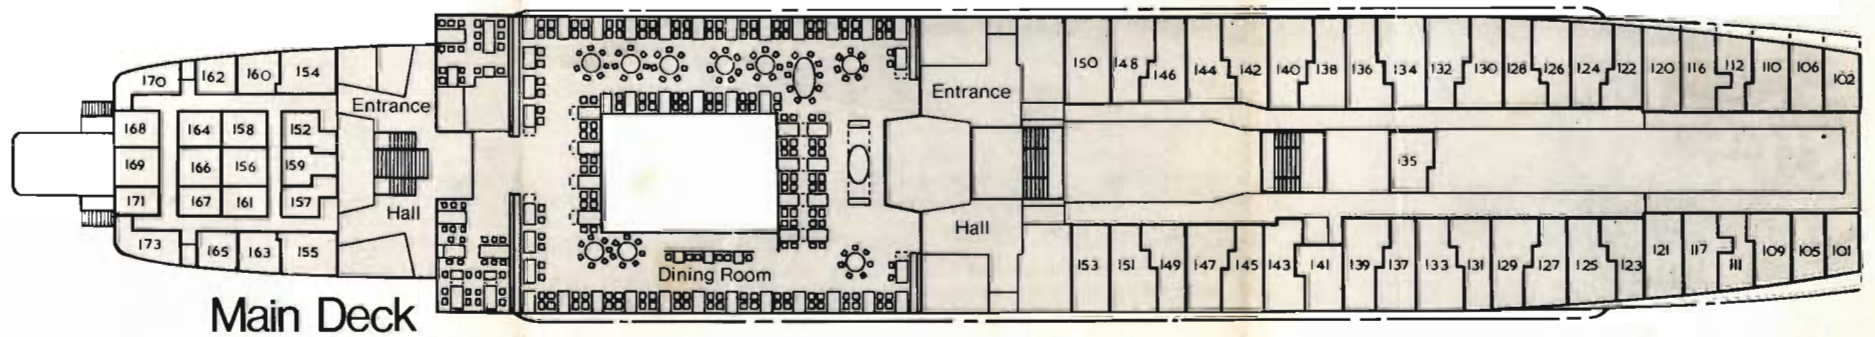 170 162 160 154
Entrance
168 164 158 152
169 166 156 159
171 167 161 157
Hall
173 165 163 155
Main Deck
Dining Room
Entrance
Hall
150 148 146 144 142 140 138 136 134 132 130 128 126 124 122 120 116 112 110 106 102
135
153 151 149 147 145 143 141 139 137 133 131 129 127 125 123 121 117 111 109 105 101